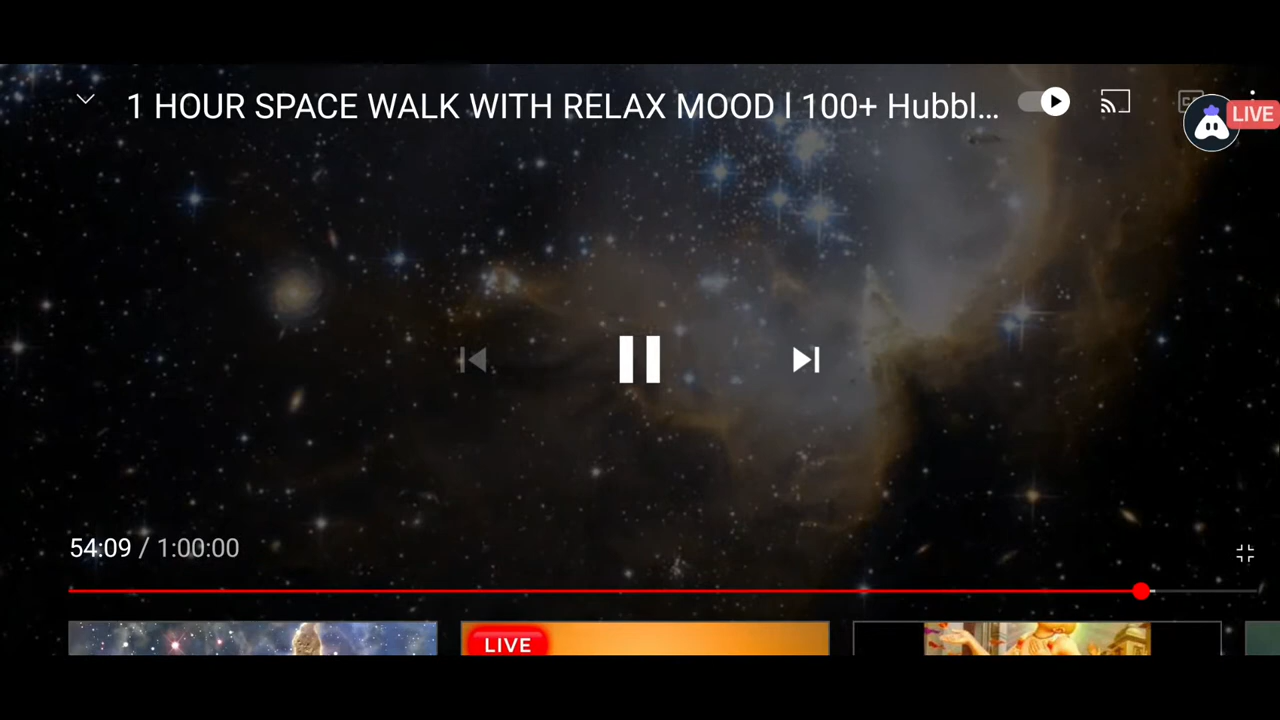 1 HOUR SPACE WALK WITH RELAX MOOD l 100+ Hubbl...
LIVE
54:09 / 1:00:00
LIVE